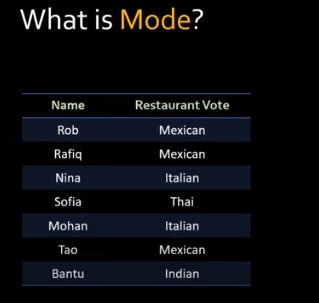 What is Mode?
Name Restaurant Vote
Rob Mexican
Rafiq Mexican
Nina Italian
Sofia Thai
Mohan Italian
Tao Mexican
Bantu Indian